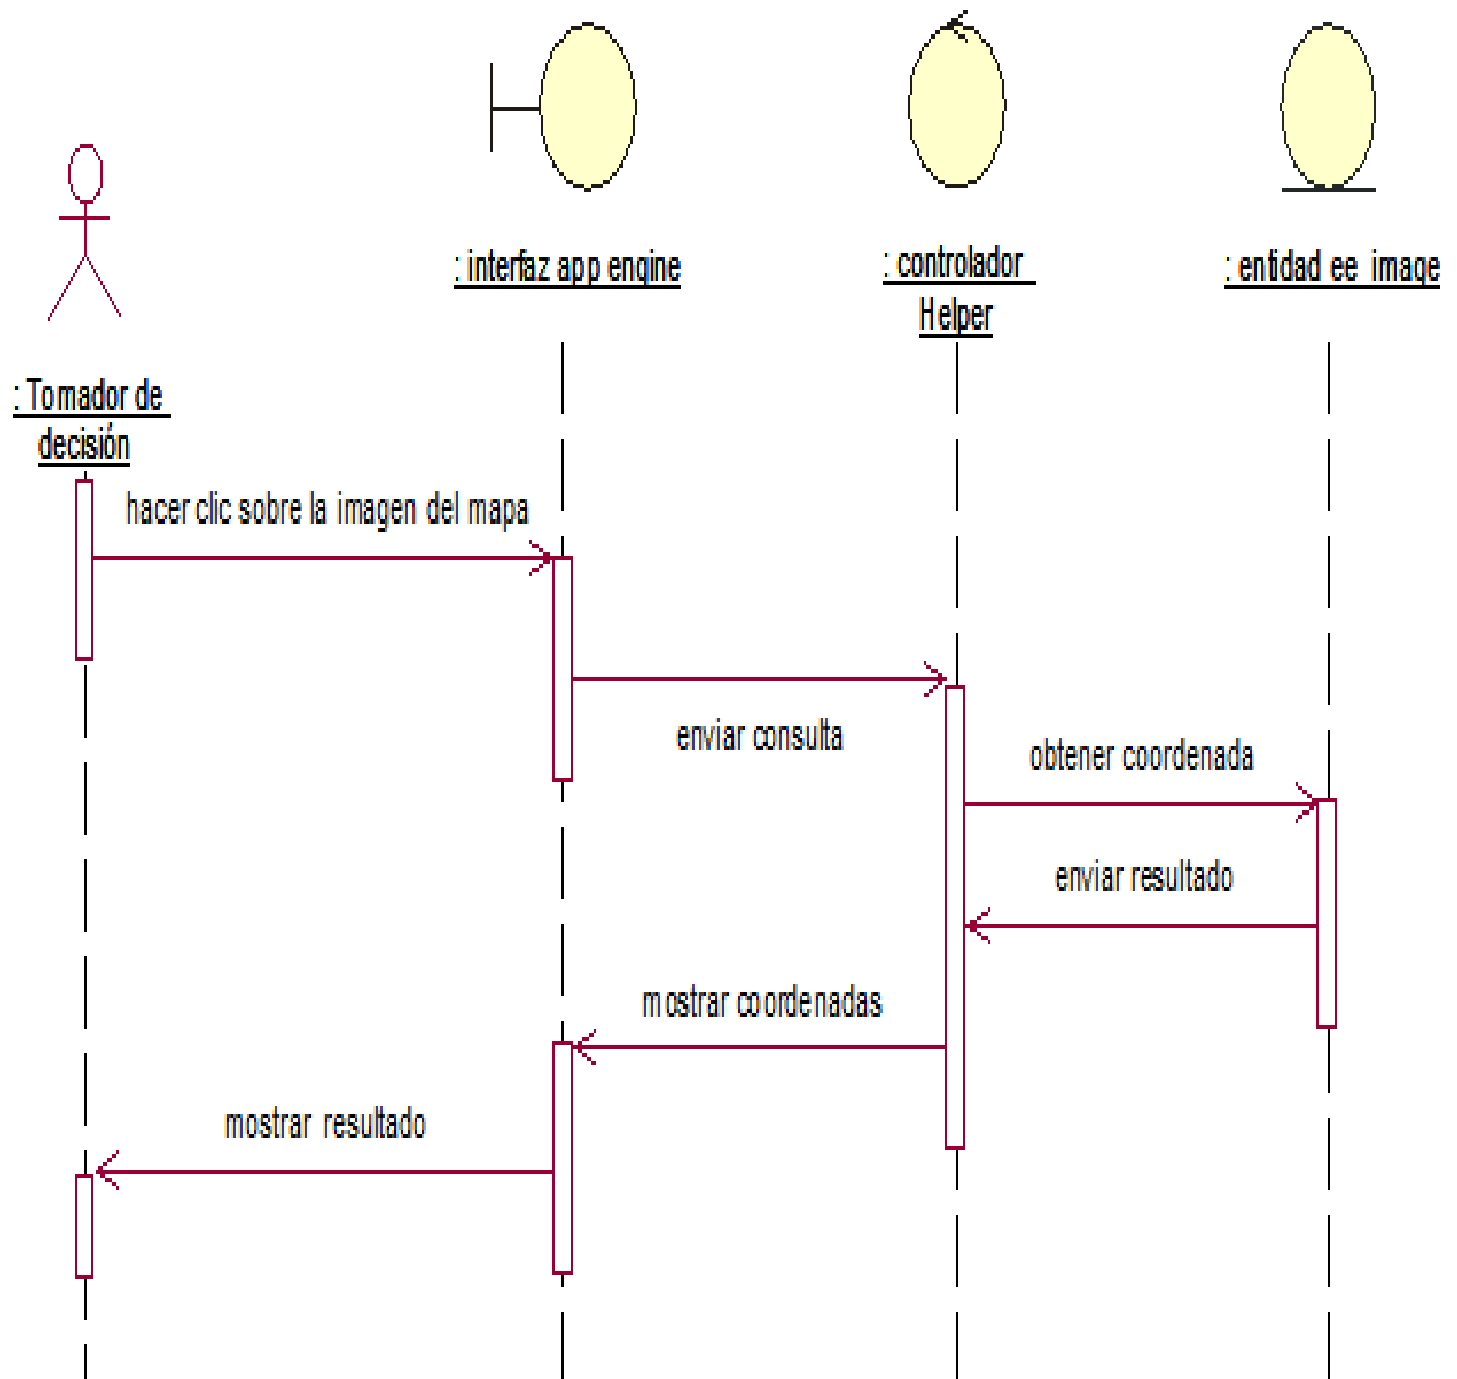 : interfaz app engine
: controlador
Helper
: entidad ee image
: Tomador de
decisión
hacer clic sobre la imagen del mapa
enviar consulta
obtener coordenada
enviar resultado
mostrar coordenadas
mostrar resultado